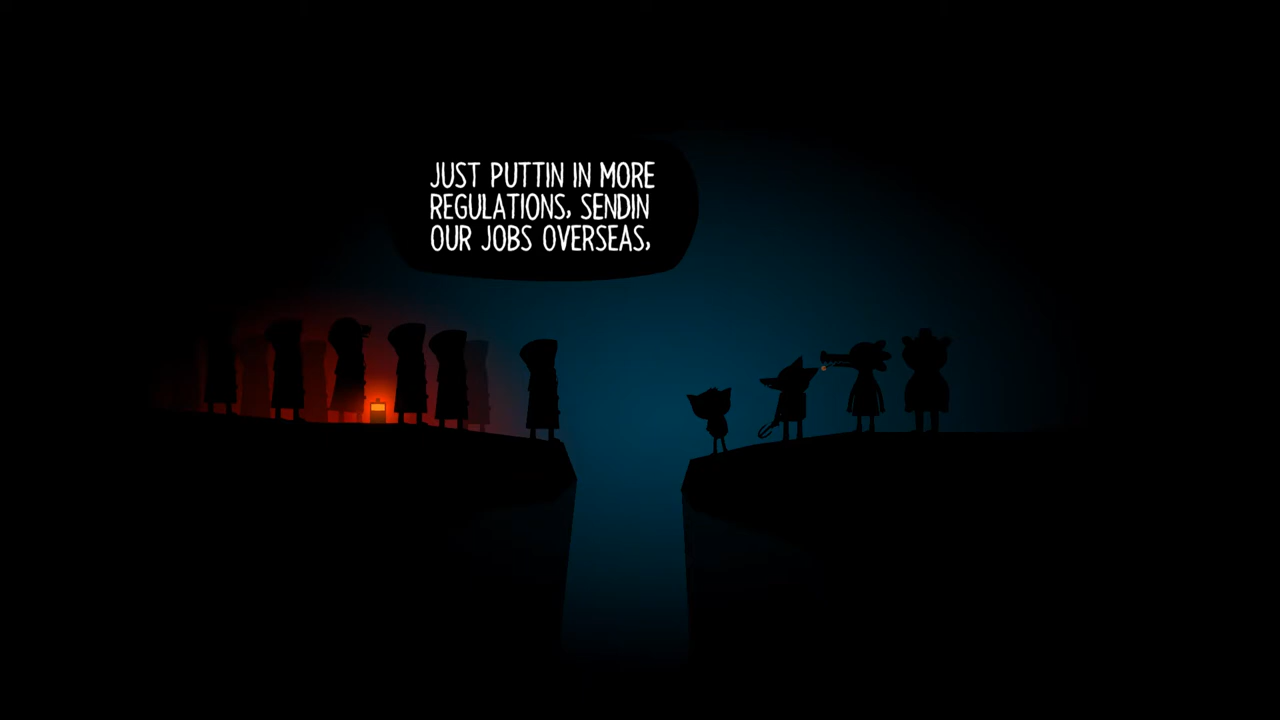 JUST PUTTIN IN MORE
REGULATIONS, SENDIN
OUR JOBS OVERSEAS,